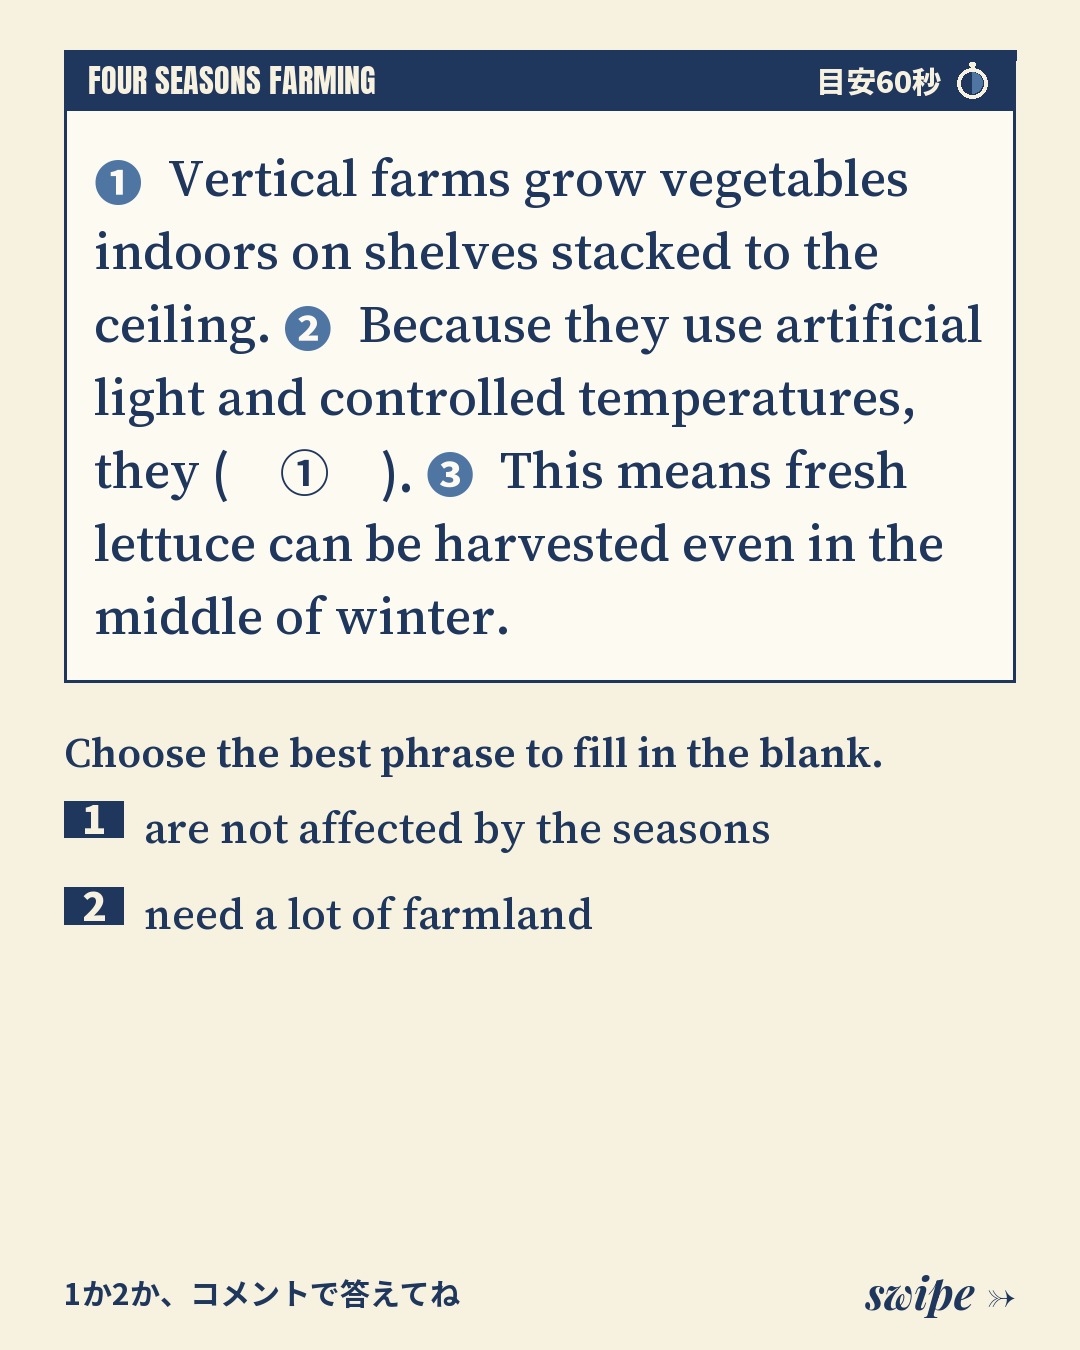 FOUR SEASONS FARMING 目安60秒
❶ Vertical farms grow vegetables
indoors on shelves stacked to the
ceiling. ❷ Because they use artificial
light and controlled temperatures,
they ( ① ). ❸ This means fresh
lettuce can be harvested even in the
middle of winter.
Choose the best phrase to fill in the blank.
1 are not affected by the seasons
2 need a lot of farmland
1か2か、コメントで答えてね swipe